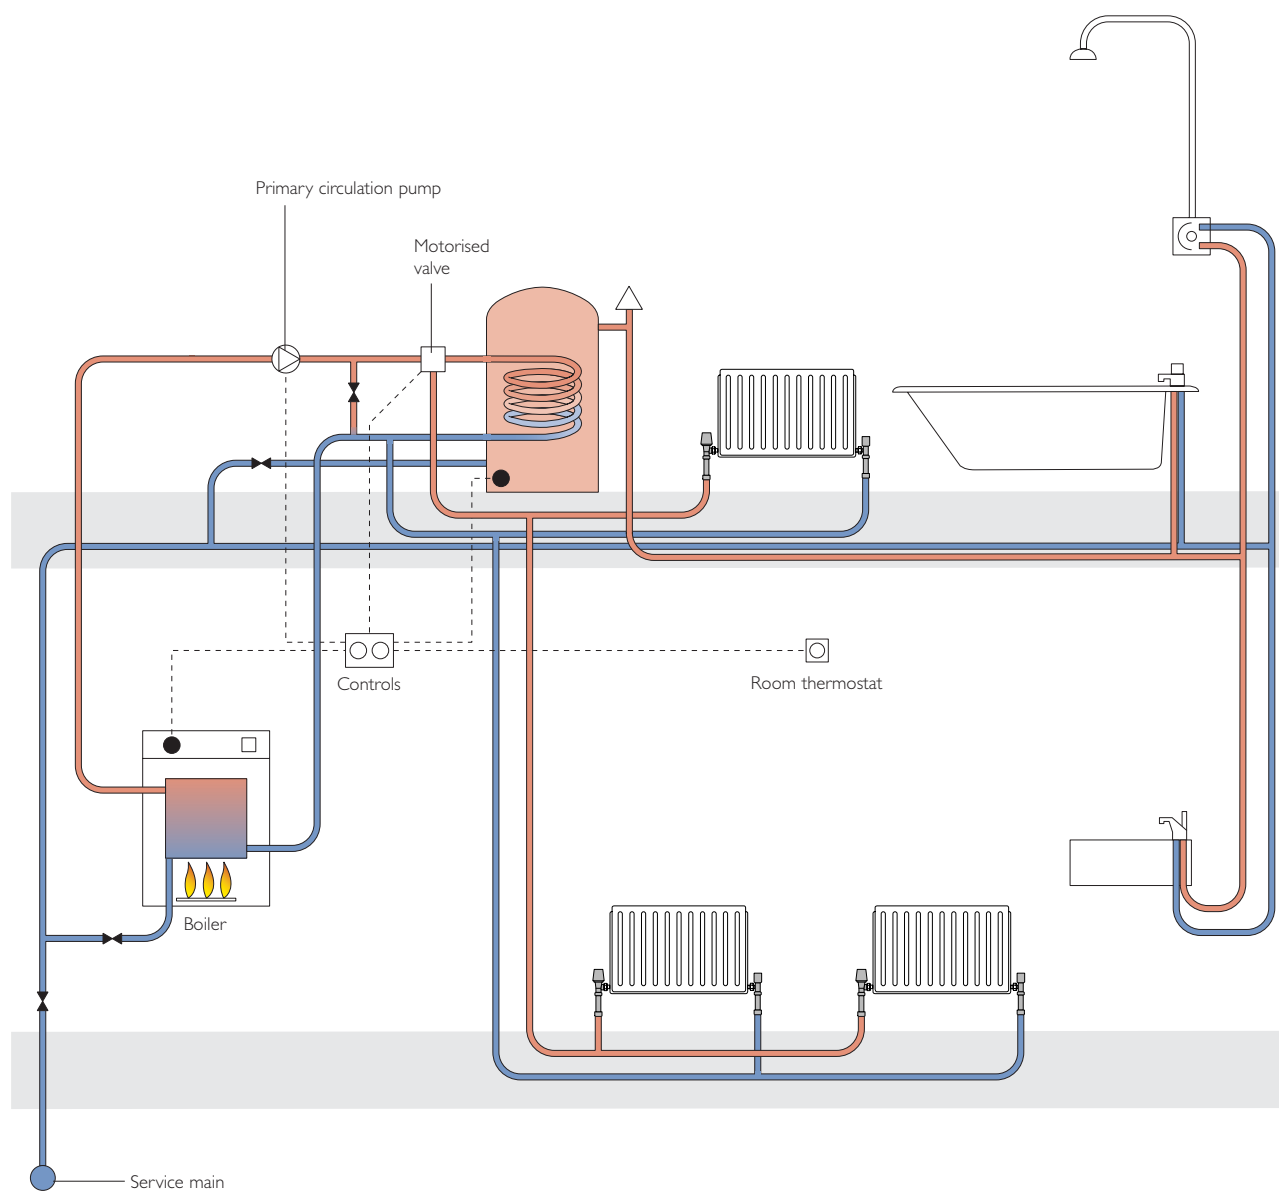 Primary circulation pump
Motorised
valve
Controls
Room thermostat
Boiler
Service main